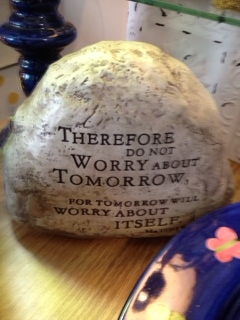 THEREFORE
DO NOT
WORRY ABOUT
TOMORROW,
FOR TOMORROW WILL
WORRY ABOUT
ITSELF.